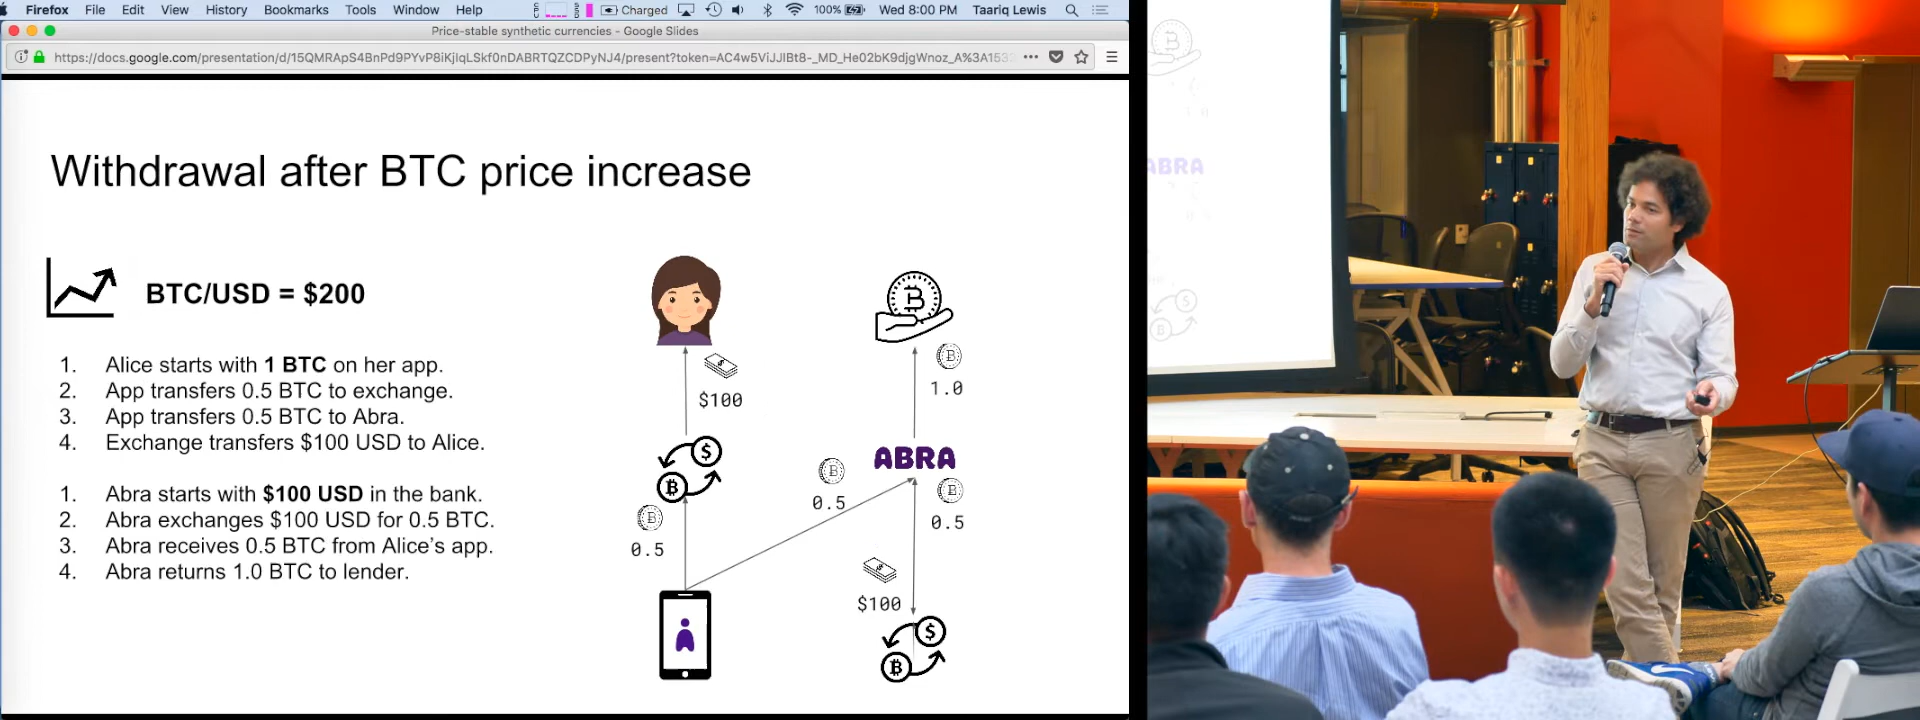 Firefox File Edit View History Bookmarks Tools Window Help Charged 100% Wed 8:00 PM Taariq Lewis
Price-stable synthetic currencies - Google Slides
Withdrawal after BTC price increase
BTC/USD = $200
1. Alice starts with 1 BTC on her app.
2. App transfers 0.5 BTC to exchange.
3. App transfers 0.5 BTC to Abra.
4. Exchange transfers $100 USD to Alice.
1. Abra starts with $100 USD in the bank.
2. Abra exchanges $100 USD for 0.5 BTC.
3. Abra receives 0.5 BTC from Alice's app.
4. Abra returns 1.0 BTC to lender.
$100
1.0
ABRA
0.5
0.5
0.5
$100
ABRA